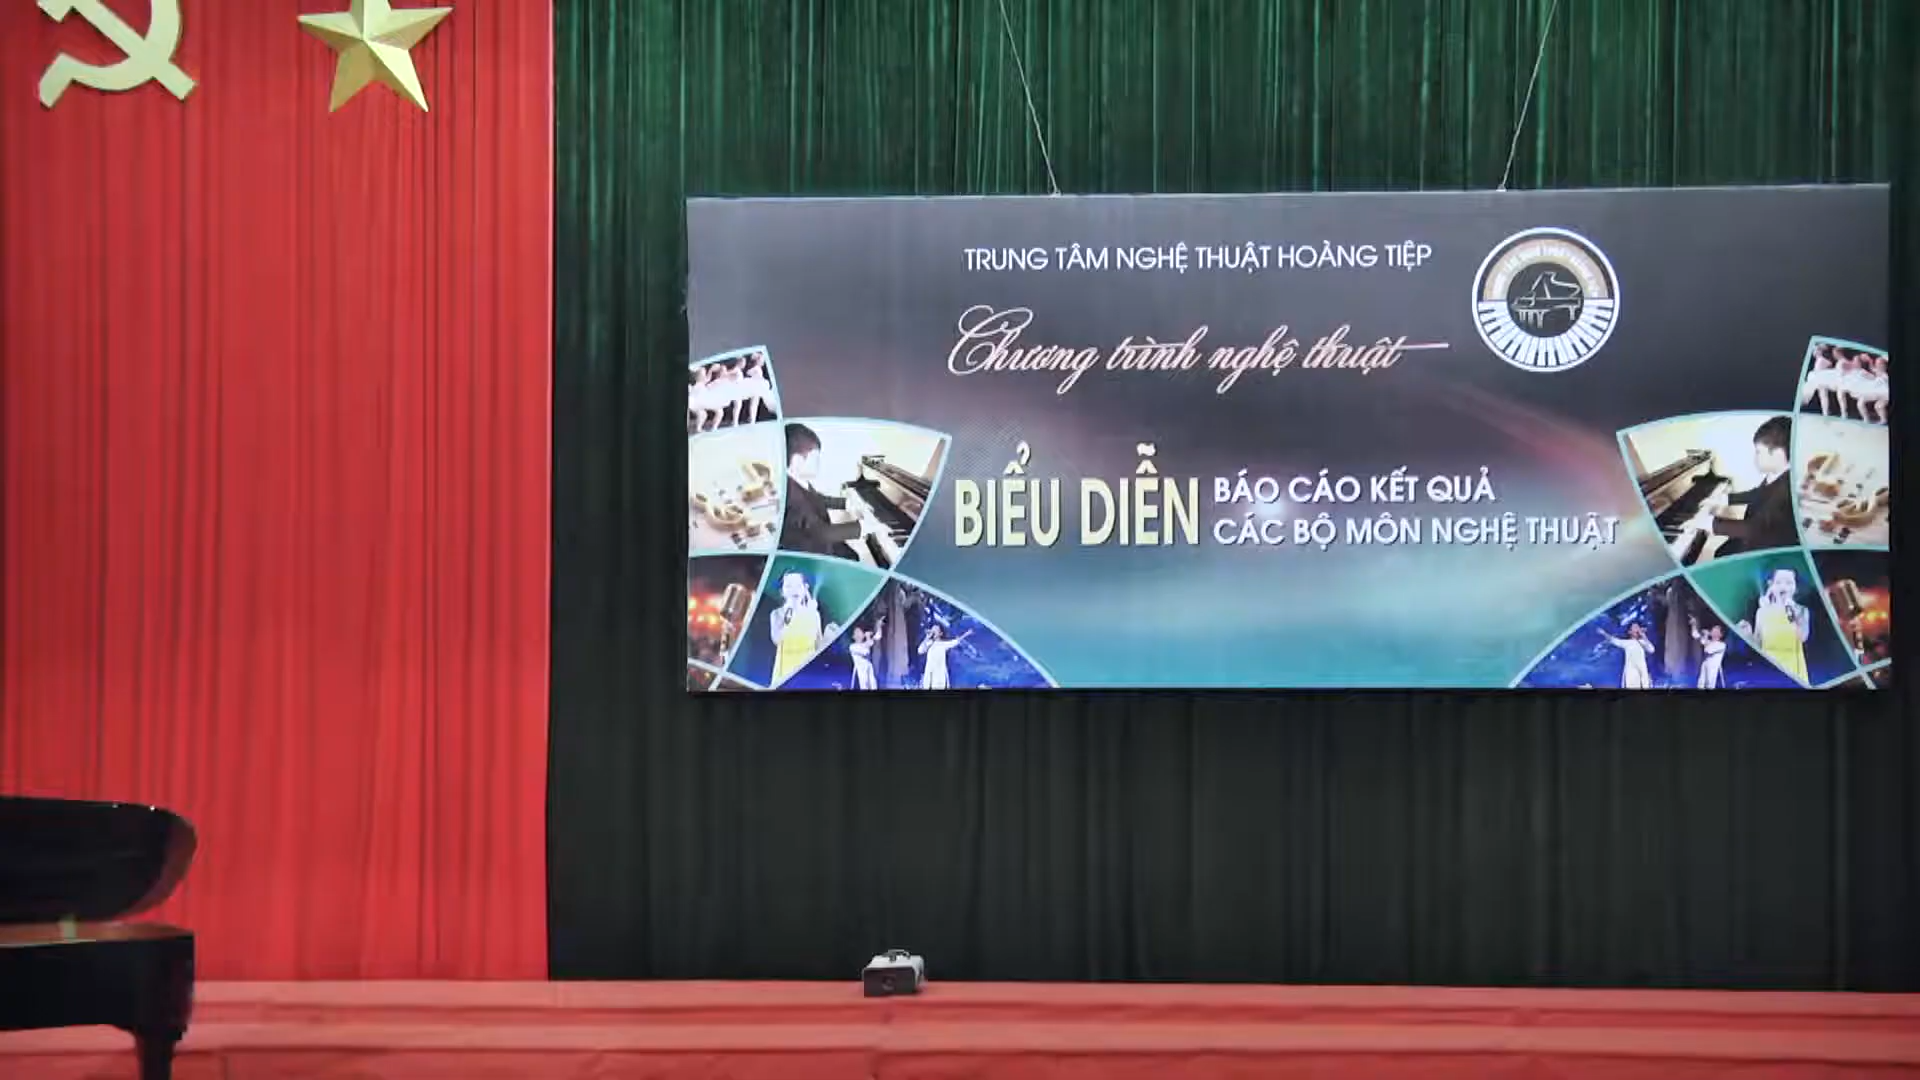 TRUNG TÂM NGHỆ THUẬT HOÀNG TIỆP
Chương trình nghệ thuật
BIỂU DIỄN BÁO CÁO KẾT QUẢ
CÁC BỘ MÔN NGHỆ THUẬT